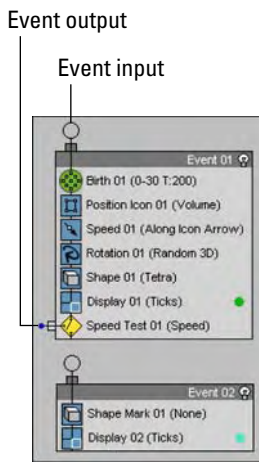 Event output
Event input
Event 01
Birth 01 (0-30 T:200)
Position Icon 01 (Volume)
Speed 01 (Along Icon Arrow)
Rotation 01 (Random 3D)
Shape 01 (Tetra)
Display 01 (Ticks)
Speed Test 01 (Speed)
Event 02
Shape Mark 01 (None)
Display 02 (Ticks)